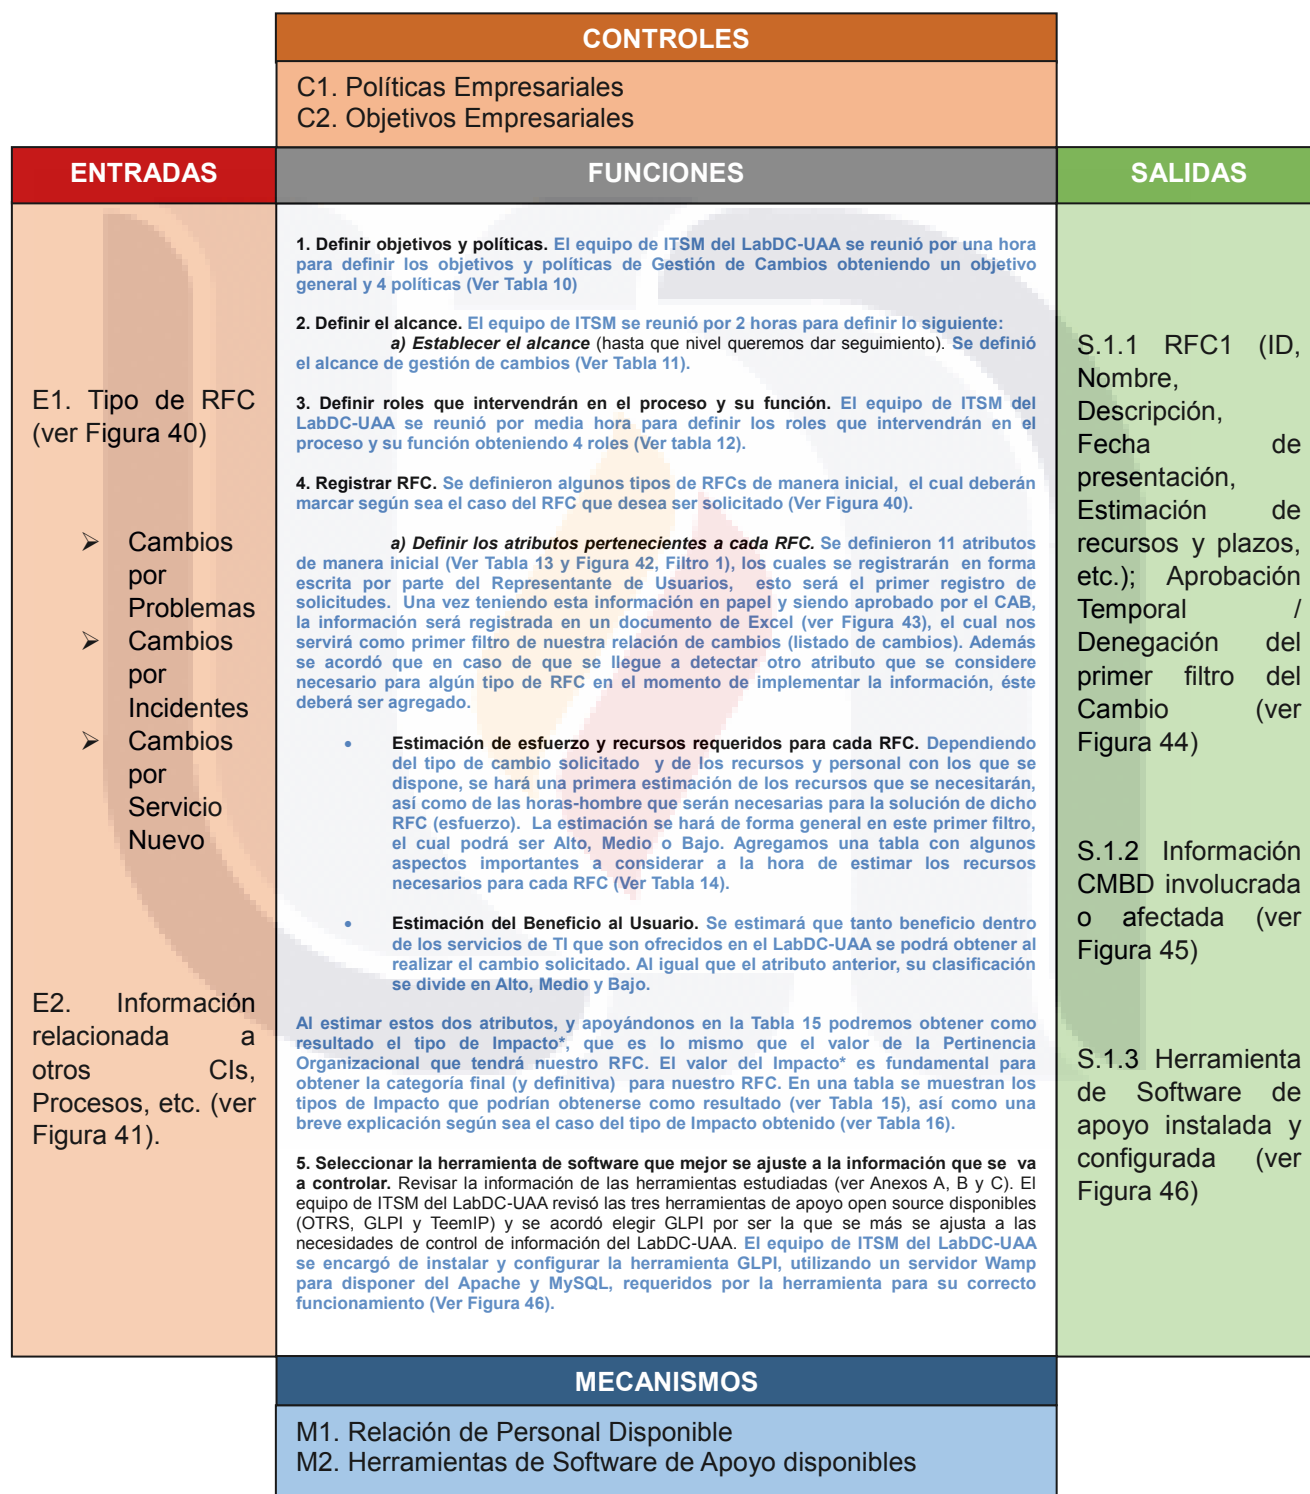 CONTROLES
C1. Políticas Empresariales
C2. Objetivos Empresariales
ENTRADAS
FUNCIONES
SALIDAS
E1. Tipo de RFC
(ver Figura 40)
➢ Cambios
por
Problemas
➢ Cambios
por
Incidentes
➢ Cambios
por
Servicio
Nuevo
E2. Información
relacionada a
otros CIs,
Procesos, etc. (ver
Figura 41).
1. Definir objetivos y políticas. El equipo de ITSM del LabDC-UAA se reunió por una hora
para definir los objetivos y políticas de Gestión de Cambios obteniendo un objetivo
general y 4 políticas (Ver Tabla 10)
2. Definir el alcance. El equipo de ITSM se reunió por 2 horas para definir lo siguiente:
a) Establecer el alcance (hasta que nivel queremos dar seguimiento). Se definió
el alcance de gestión de cambios (Ver Tabla 11).
3. Definir roles que intervendrán en el proceso y su función. El equipo de ITSM del
LabDC-UAA se reunió por media hora para definir los roles que intervendrán en el
proceso y su función obteniendo 4 roles (Ver tabla 12).
4. Registrar RFC. Se definieron algunos tipos de RFCs de manera inicial, el cual deberán
marcar según sea el caso del RFC que desea ser solicitado (Ver Figura 40).
a) Definir los atributos pertenecientes a cada RFC. Se definieron 11 atributos
de manera inicial (Ver Tabla 13 y Figura 42, Filtro 1), los cuales se registrarán en forma
escrita por parte del Representante de Usuarios, esto será el primer registro de
solicitudes. Una vez teniendo esta información en papel y siendo aprobado por el CAB,
la información será registrada en un documento de Excel (ver Figura 43), el cual nos
servirá como primer filtro de nuestra relación de cambios (listado de cambios). Además
se acordó que en caso de que se llegue a detectar otro atributo que se considere
necesario para algún tipo de RFC en el momento de implementar la información, éste
deberá ser agregado.
• Estimación de esfuerzo y recursos requeridos para cada RFC. Dependiendo
del tipo de cambio solicitado y de los recursos y personal con los que se
dispone, se hará una primera estimación de los recursos que se necesitarán,
así como de las horas-hombre que serán necesarias para la solución de dicho
RFC (esfuerzo). La estimación se hará de forma general en este primer filtro,
el cual podrá ser Alto, Medio o Bajo. Agregamos una tabla con algunos
aspectos importantes a considerar a la hora de estimar los recursos
necesarios para cada RFC (Ver Tabla 14).
• Estimación del Beneficio al Usuario. Se estimará que tanto beneficio dentro
de los servicios de TI que son ofrecidos en el LabDC-UAA se podrá obtener al
realizar el cambio solicitado. Al igual que el atributo anterior, su clasificación
se divide en Alto, Medio y Bajo.
Al estimar estos dos atributos, y apoyándonos en la Tabla 15 podremos obtener como
resultado el tipo de Impacto*, que es lo mismo que el valor de la Pertinencia
Organizacional que tendrá nuestro RFC. El valor del Impacto* es fundamental para
obtener la categoría final (y definitiva) para nuestro RFC. En una tabla se muestran los
tipos de Impacto que podrían obtenerse como resultado (ver Tabla 15), así como una
breve explicación según sea el caso del tipo de Impacto obtenido (ver Tabla 16).
5. Seleccionar la herramienta de software que mejor se ajuste a la información que se va
a controlar. Revisar la información de las herramientas estudiadas (ver Anexos A, B y C). El
equipo de ITSM del LabDC-UAA revisó las tres herramientas de apoyo open source disponibles
(OTRS, GLPI y TeemIP) y se acordó elegir GLPI por ser la que se más se ajusta a las
necesidades de control de información del LabDC-UAA. El equipo de ITSM del LabDC-UAA
se encargó de instalar y configurar la herramienta GLPI, utilizando un servidor Wamp
para disponer del Apache y MySQL, requeridos por la herramienta para su correcto
funcionamiento (Ver Figura 46).
S.1.1 RFC1 (ID,
Nombre,
Descripción,
Fecha de
presentación,
Estimación de
recursos y plazos,
etc.); Aprobación
Temporal /
Denegación del
primer filtro del
Cambio (ver
Figura 44)
S.1.2 Información
CMBD involucrada
o afectada (ver
Figura 45)
S.1.3 Herramienta
de Software de
apoyo instalada y
configurada (ver
Figura 46)
MECANISMOS
M1. Relación de Personal Disponible
M2. Herramientas de Software de Apoyo disponibles